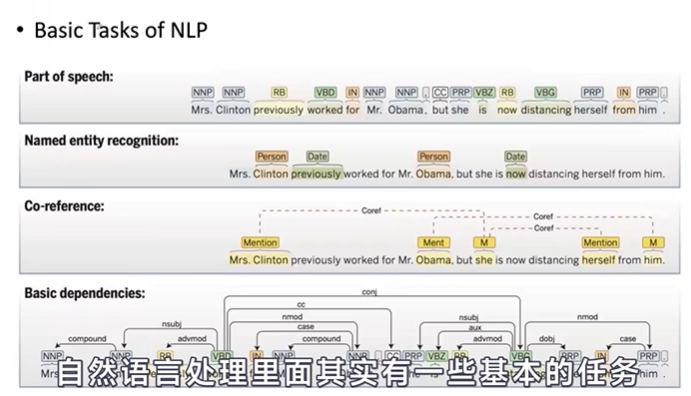 • Basic Tasks of NLP
Part of speech:
NNP NNP RB VBD IN NNP NNP , CC PRP VBZ RB VBG PRP IN PRP .
Mrs. Clinton previously worked for Mr. Obama, but she is now distancing herself from him .
Named entity recognition:
Person Date Person Date
Mrs. Clinton previously worked for Mr. Obama, but she is now distancing herself from him.
Co-reference:
Coref
Coref
Coref
Mention Ment M Mention M
Mrs. Clinton previously worked for Mr. Obama, but she is now distancing herself from him.
Basic dependencies:
conj
cc
nmod
nsubj case nsubj aux nmod
compound advmod compound advmod dobj case
NNP NNP RB VBD IN NNP NNP , CC PRP VBZ RB VBG PRP IN PRP .
自然语言处理里面其实有一些基本的任务